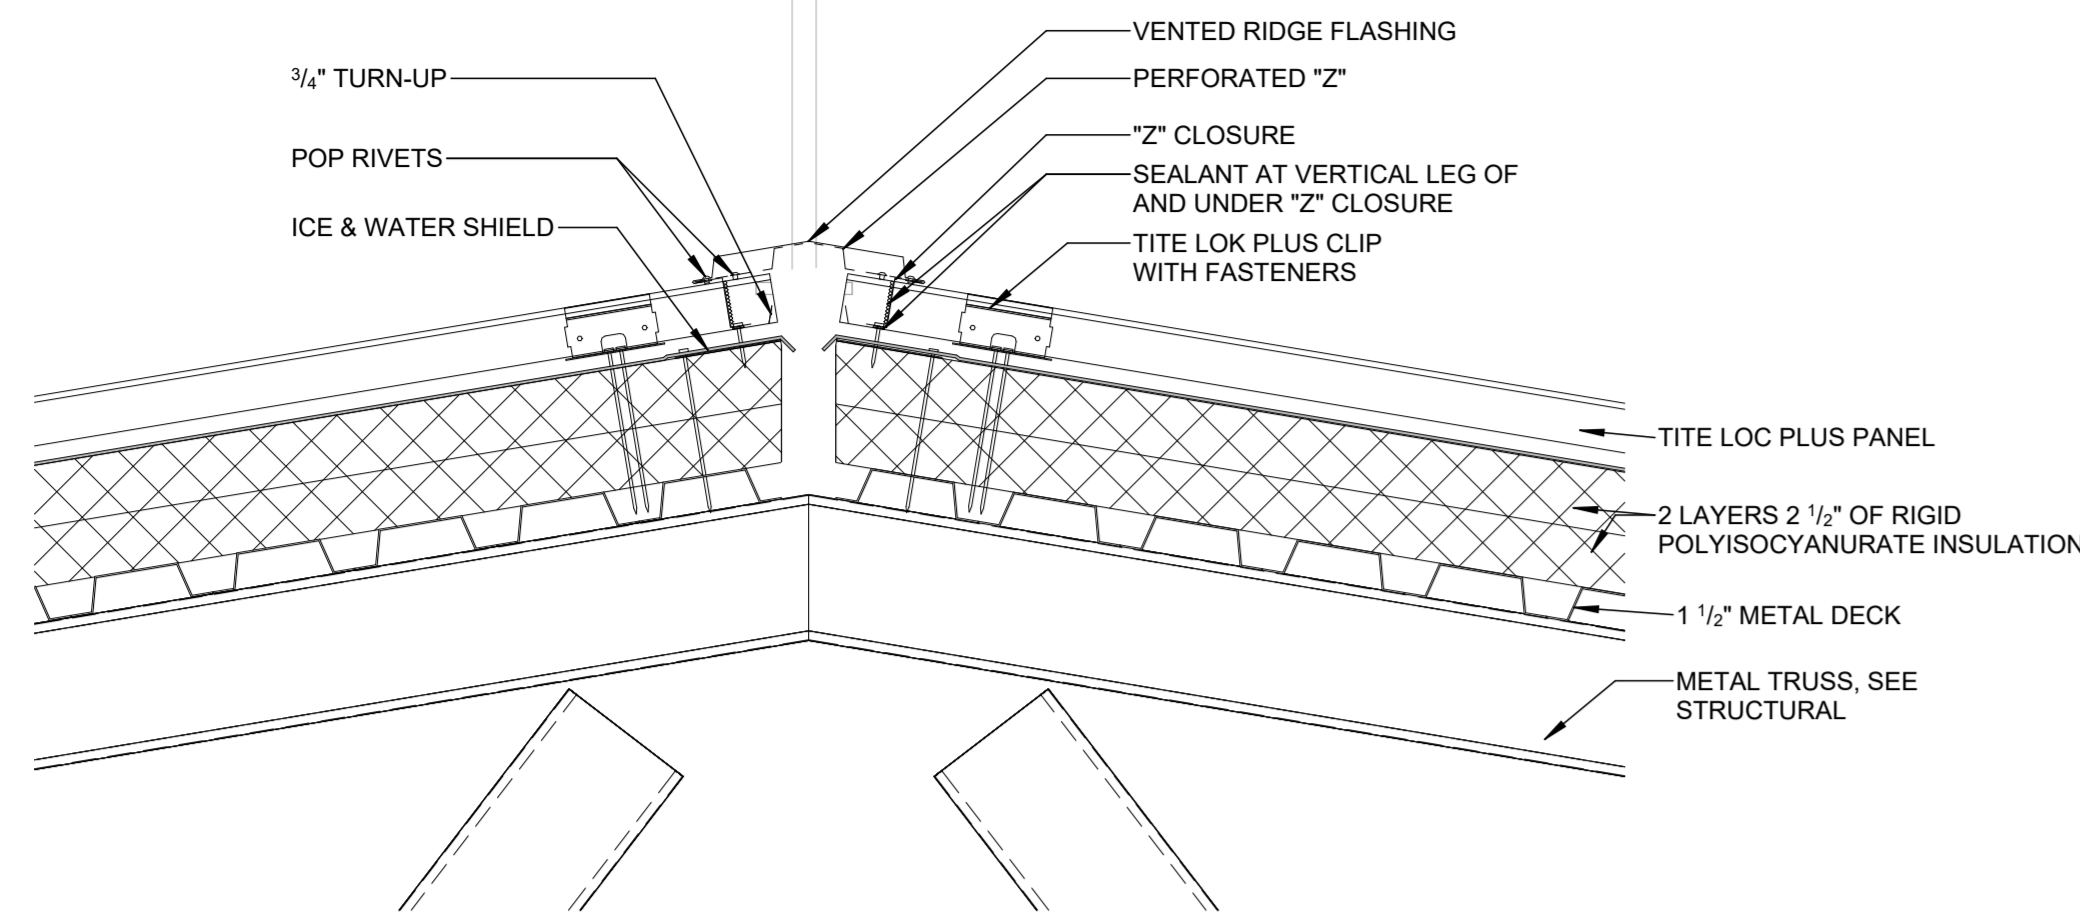 3/4" TURN-UP
POP RIVETS
ICE & WATER SHIELD
VENTED RIDGE FLASHING
PERFORATED "Z"
"Z" CLOSURE
SEALANT AT VERTICAL LEG OF
AND UNDER "Z" CLOSURE
TITE LOK PLUS CLIP
WITH FASTENERS
TITE LOC PLUS PANEL
2 LAYERS 2 1/2" OF RIGID
POLYISOCYANURATE INSULATION
1 1/2" METAL DECK
METAL TRUSS, SEE
STRUCTURAL